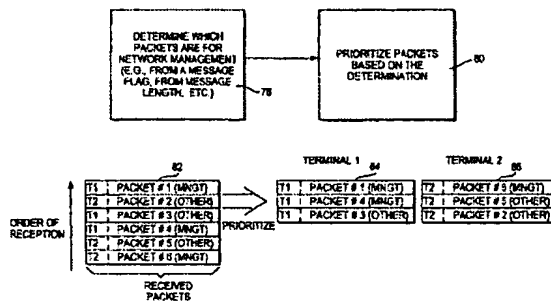 DETERMINE WHICH
PACKETS ARE FOR
NETWORK MANAGEMENT
(E.G., FROM A MESSAGE
FLAG, FROM MESSAGE
LENGTH, ETC.)
78
PRIORITIZE PACKETS
BASED ON THE
DETERMINATION
80
ORDER OF
RECEPTION
82
T1 PACKET # 1 (MNGT)
T2 PACKET # 2 (OTHER)
T1 PACKET # 3 (OTHER)
T1 PACKET # 4 (MNGT)
T2 PACKET # 5 (OTHER)
T2 PACKET # 6 (MNGT)
RECEIVED
PACKETS
PRIORITIZE
TERMINAL 1
84
T1 PACKET # 1 (MNGT)
T1 PACKET # 4 (MNGT)
T1 PACKET # 3 (OTHER)
TERMINAL 2
T2 PACKET # (MNGT)
T2 PACKET # 5 (OTHER)
T2 PACKET # 2 (OTHER)